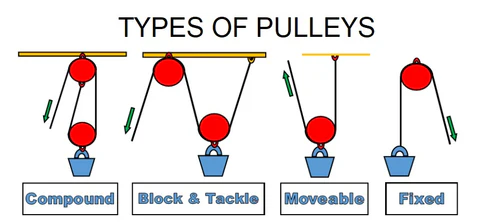 TYPES OF PULLEYS
Compound
Block & Tackle
Moveable
Fixed